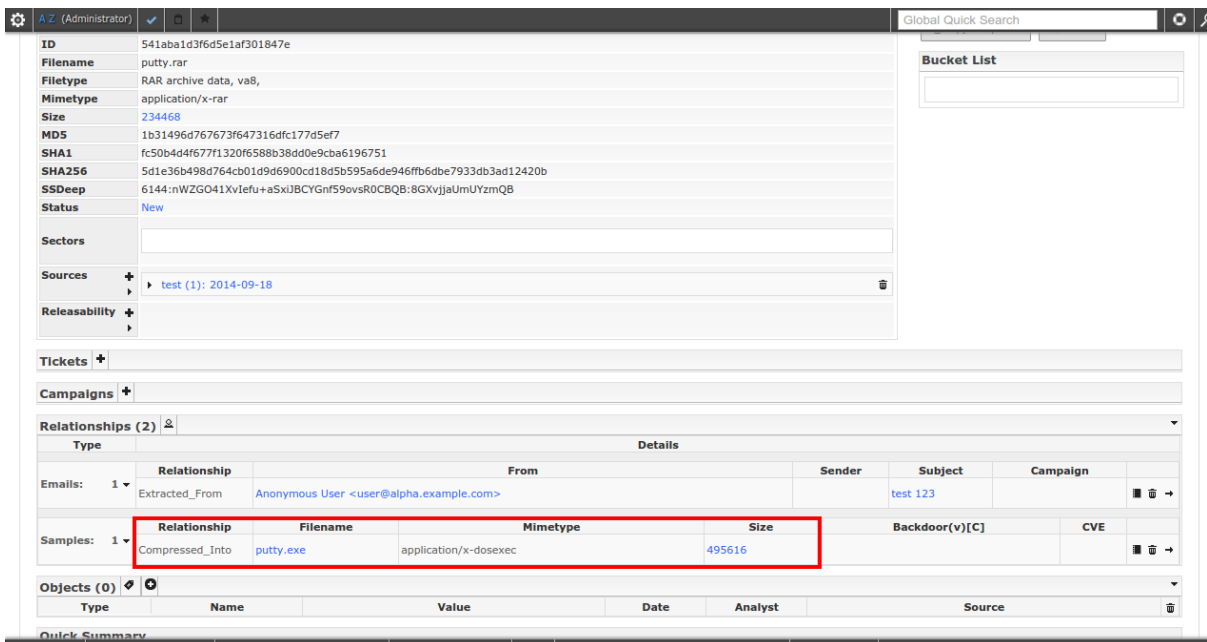 A Z (Administrator) Global Quick Search
ID 541aba1d3f6d5e1af301847e
Filename putty.rar
Filetype RAR archive data, va8,
Mimetype application/x-rar
Size 234468
MD5 1b31496d767673f647316dfc177d5ef7
SHA1 fc50b4d4f677f1320f6588b38dd0e9cba6196751
SHA256 5d1e36b498d764cb01d9d6900cd18d5b595a6de946ffb6dbe7933db3ad12420b
SSDeep 6144:nWZGO41XvIefu+aSxiJBCYGnf59ovsR0CBQB:8GXvjjaUmUYzmQB
Status New
Sectors
Sources test (1): 2014-09-18
Releasability
Bucket List
Tickets
Campaigns
Relationships (2)
Type Details
Relationship From Sender Subject Campaign
Emails: 1 Extracted_From Anonymous User <user@alpha.example.com> test 123
Relationship Filename Mimetype Size Backdoor(v)[C] CVE
Samples: 1 Compressed_Into putty.exe application/x-dosexec 495616
Objects (0)
Type Name Value Date Analyst Source
Quick Summary